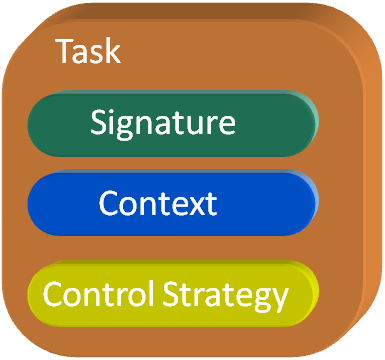 Task
Signature
Context
Control Strategy